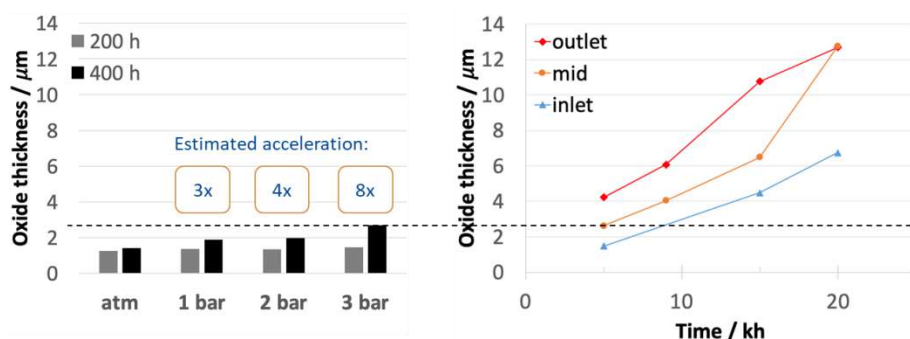 Oxide thickness / μm
14
12
10
8
6
4
2
0
200 h
400 h
Estimated acceleration:
3x 4x 8x
atm 1 bar 2 bar 3 bar
Oxide thickness / μm
14
12
10
8
6
4
2
0
outlet
mid
inlet
0 10 20
Time / kh